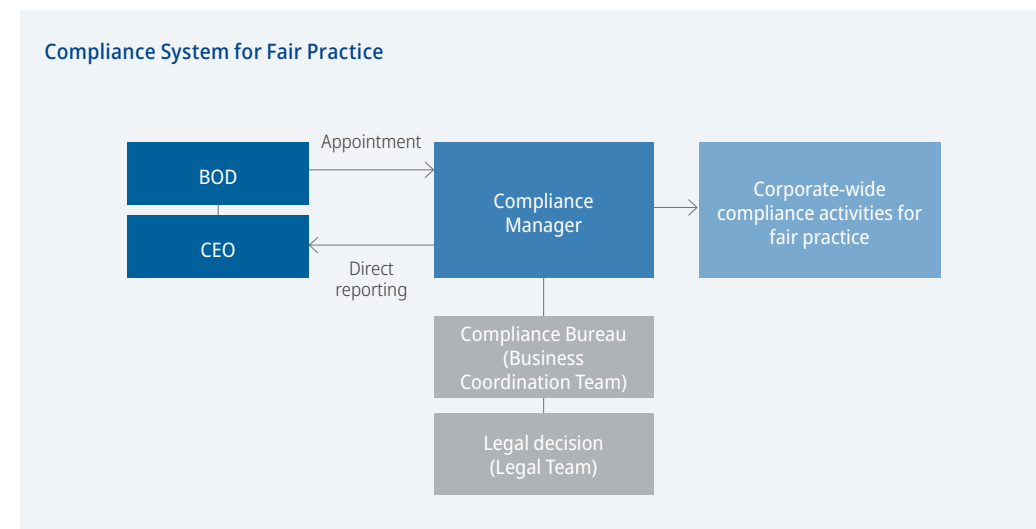 Compliance System for Fair Practice
Appointment
BOD
CEO
Direct
reporting
Compliance
Manager
Corporate-wide
compliance activities for
fair practice
Compliance Bureau
(Business
Coordination Team)
Legal decision
(Legal Team)